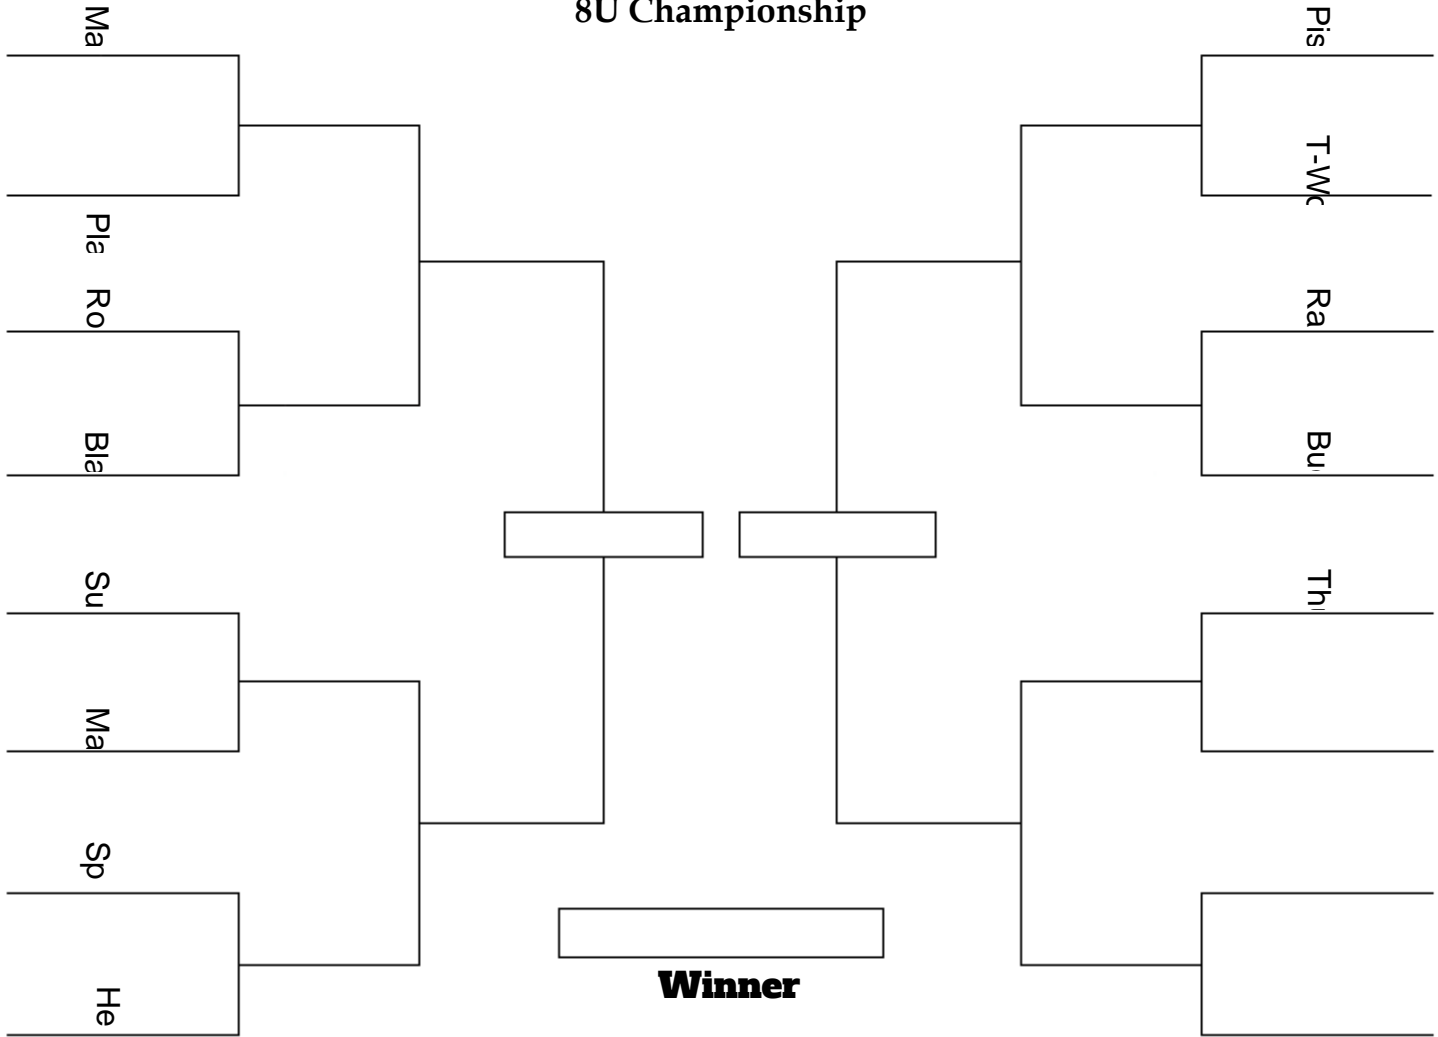 8U Championship
Ma
Pla
Ro
Bla
Su
Ma
Sp
He
Pis
T-Wo
Ra
Bu
Th
Winner